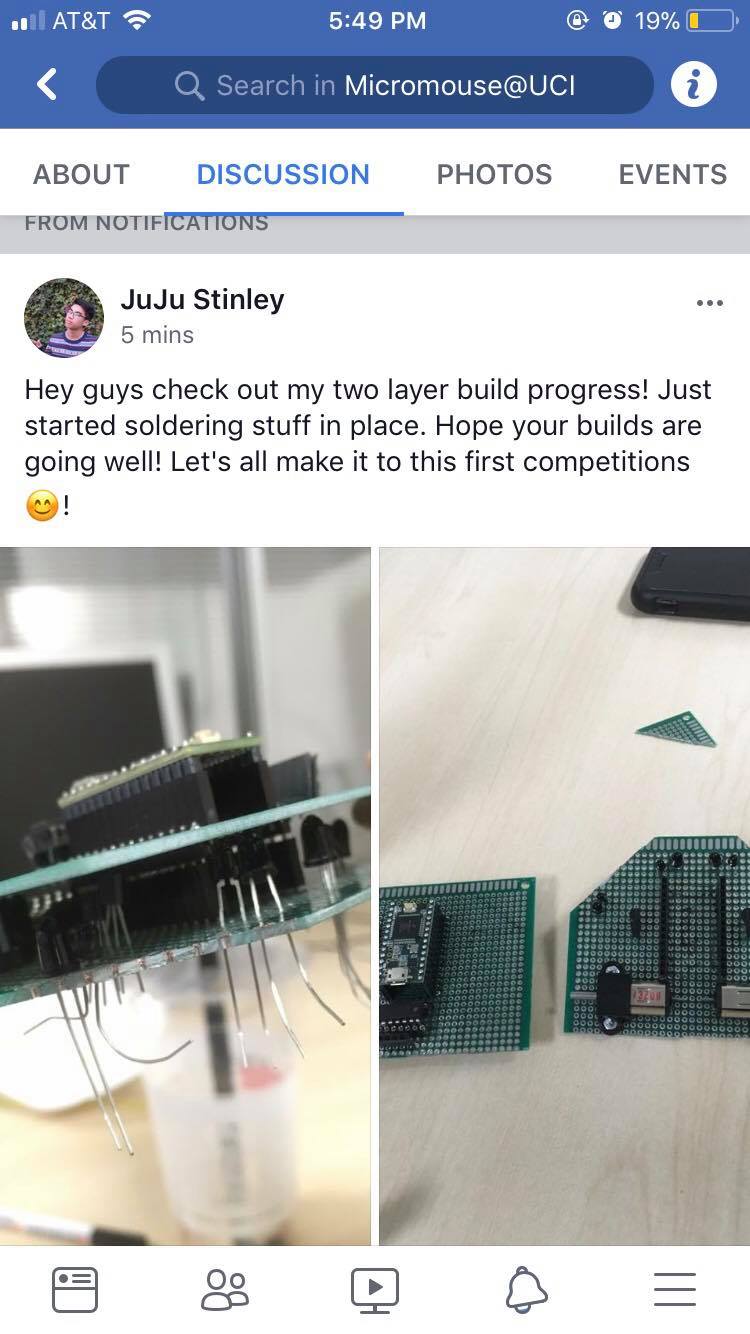 AT&T 5:49 PM 19%
Search in Micromouse@UCI
ABOUT DISCUSSION PHOTOS EVENTS
FROM NOTIFICATIONS
JuJu Stinley
5 mins
Hey guys check out my two layer build progress! Just
started soldering stuff in place. Hope your builds are
going well! Let's all make it to this first competitions
😊!